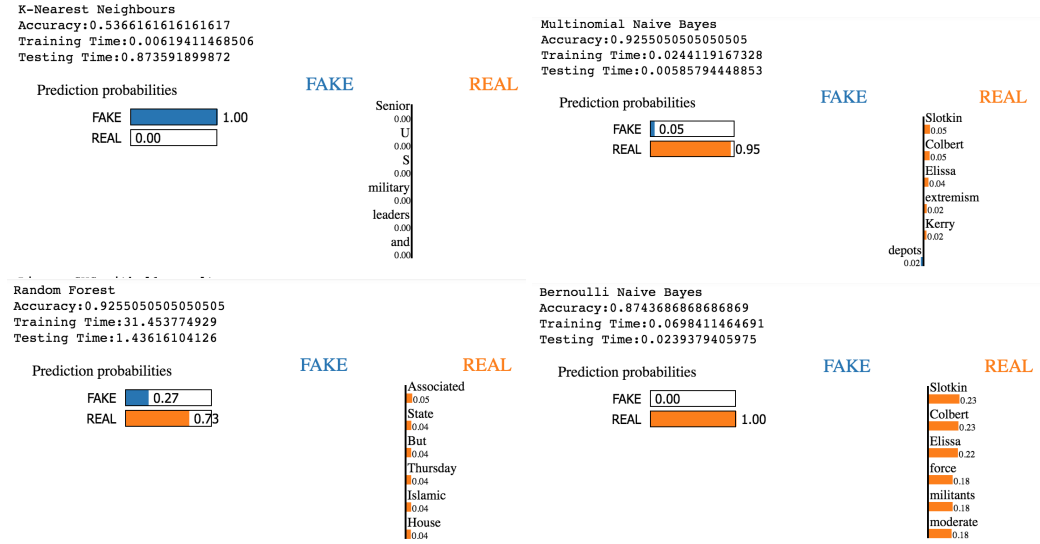 K-Nearest Neighbours
Accuracy:0.5366161616161617
Training Time:0.00619411468506
Testing Time:0.873591899872
Prediction probabilities
FAKE 1.00
REAL 0.00
FAKE REAL
Senior
0.00
U
0.00
S
0.00
military
0.00
leaders
0.00
and
0.00
Multinomial Naive Bayes
Accuracy:0.9255050505050505
Training Time:0.0244119167328
Testing Time:0.00585794448853
Prediction probabilities
FAKE 0.05
REAL 0.95
FAKE REAL
Slotkin
0.05
Colbert
0.05
Elissa
0.04
extremism
0.02
Kerry
0.02
depots
0.02
Random Forest
Accuracy:0.9255050505050505
Training Time:31.453774929
Testing Time:1.43616104126
Prediction probabilities
FAKE 0.27
REAL 0.73
FAKE REAL
Associated
0.05
State
0.04
But
0.04
Thursday
0.04
Islamic
0.04
House
0.04
Bernoulli Naive Bayes
Accuracy:0.8743686868686869
Training Time:0.0698411464691
Testing Time:0.0239379405975
Prediction probabilities
FAKE 0.00
REAL 1.00
FAKE REAL
Slotkin
0.23
Colbert
0.23
Elissa
0.22
force
0.18
militants
0.18
moderate
0.18